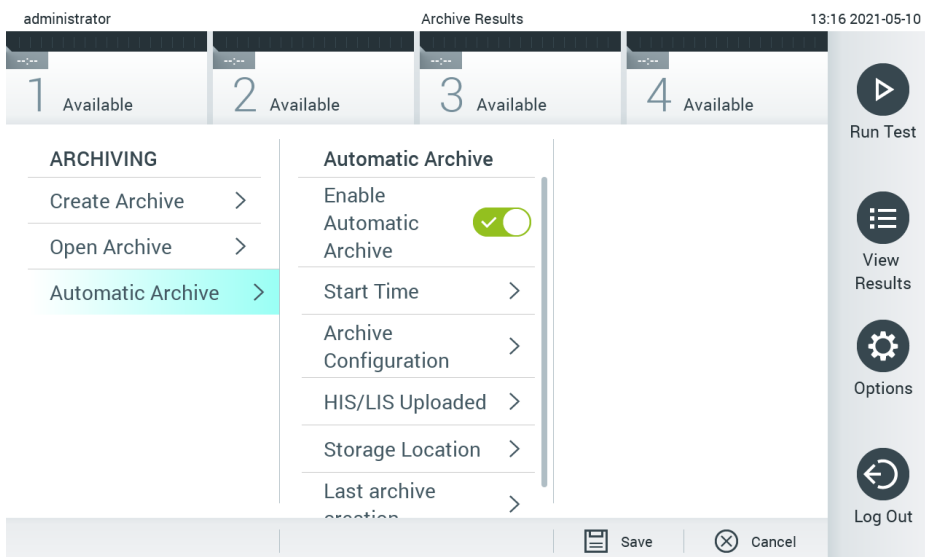 administrator
Archive Results
13:16 2021-05-10
--:--
--:--
--:--
--:--
1 Available
2 Available
3 Available
4 Available
Run Test
View
Results
Options
Log Out
ARCHIVING
Create Archive
Open Archive
Automatic Archive
Automatic Archive
Enable
Automatic
Archive
Start Time
Archive
Configuration
HIS/LIS Uploaded
Storage Location
Last archive
creation
Save
Cancel